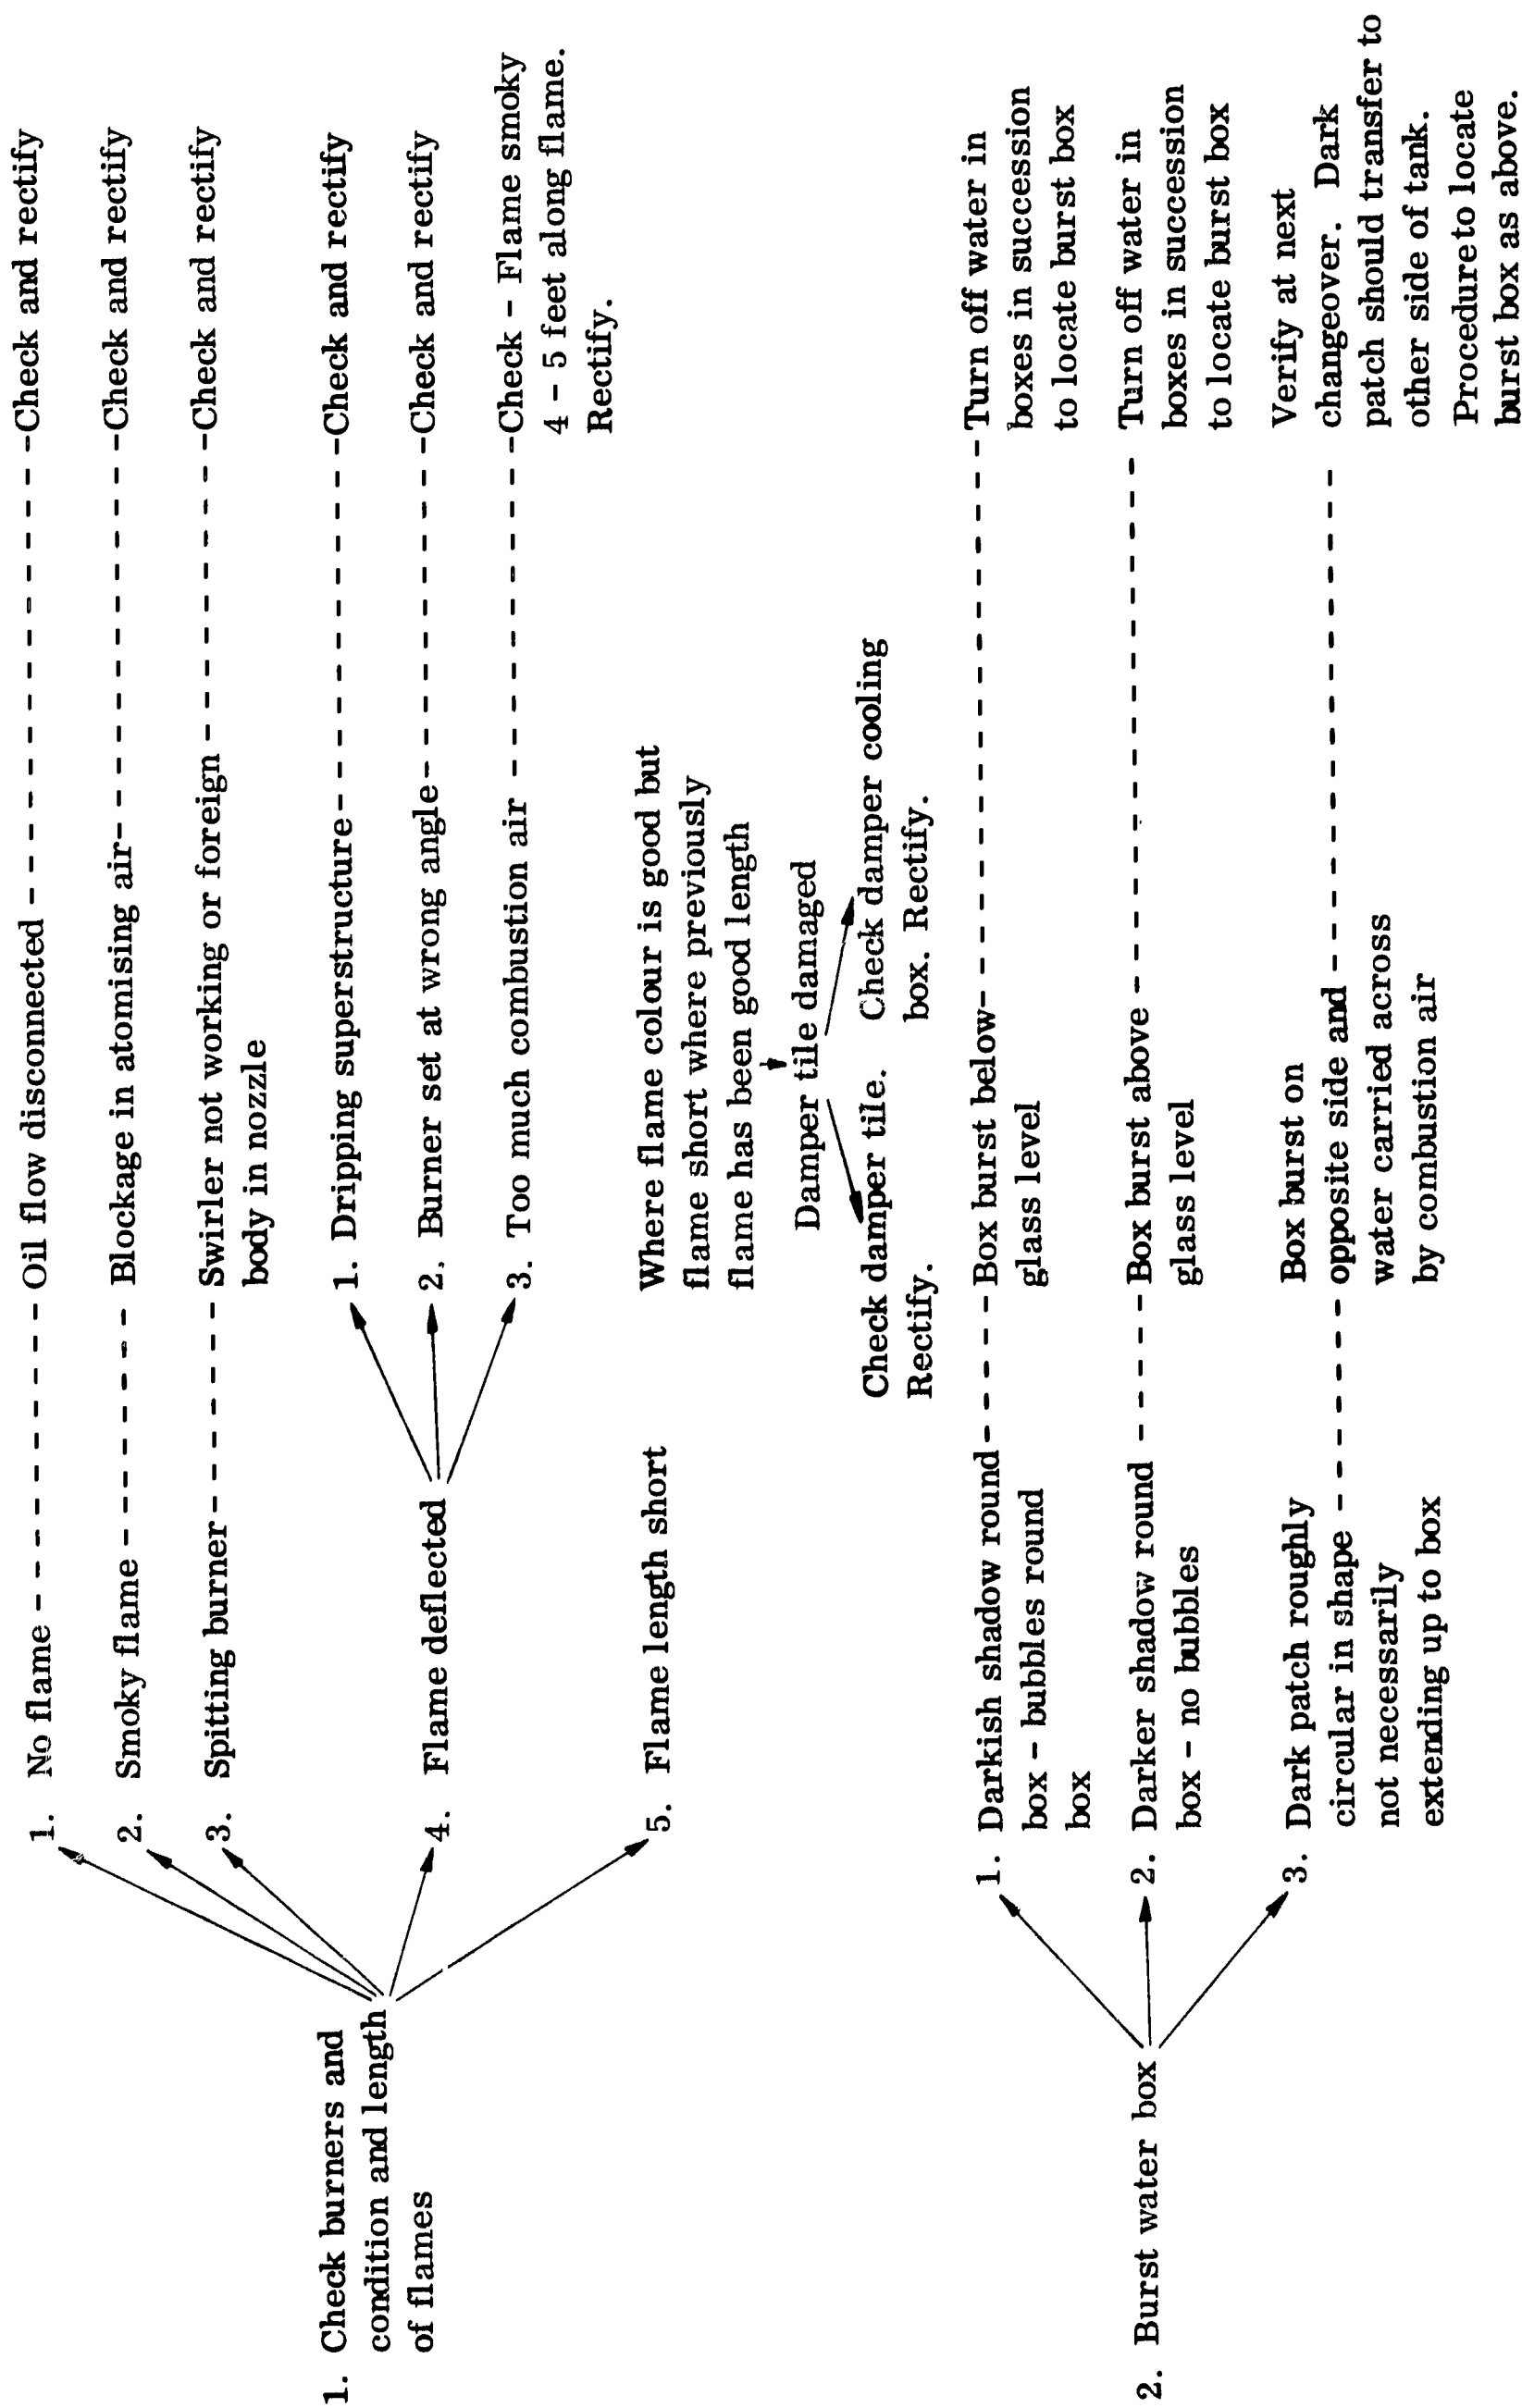 1. Check burners and
condition and length
of flames
1. No flame - - - - - - - - - Oil flow disconnected - - - - - - - - - - - - - Check and rectify
2. Smoky flame - - - - - - - - Blockage in atomising air- - - - - - - - - - - - Check and rectify
3. Spitting burner - - - - - - Swirler not working or foreign - - - - - - - - - - Check and rectify
body in nozzle
4. Flame deflected
1. Dripping superstructure - - - - - - - - - - - Check and rectify
2. Burner set at wrong angle - - - - - - - - - - Check and rectify
3. Too much combustion air - - - - - - - - - - Check - Flame smoky
4 - 5 feet along flame.
Rectify.
5. Flame length short
Where flame colour is good but
flame short where previously
flame has been good length
Damper tile damaged
Check damper tile.
Rectify.
Check damper cooling
box. Rectify.
2. Burst water box
1. Darkish shadow round - - - - - Box burst below- - - - - - - - - - - - - - - - Turn off water in
box - bubbles round glass level boxes in succession
box to locate burst box
2. Darker shadow round - - - - - Box burst above - - - - - - - - - - - - - - - Turn off water in
box - no bubbles glass level boxes in succession
to locate burst box
3. Dark patch roughly
circular in shape - - - - - - -
not necessarily
extending up to box
Box burst on
opposite side and - - - - - - - - - - - - - - -
water carried across
by combustion air
Verify at next
changeover. Dark
patch should transfer to
other side of tank.
Procedure to locate
burst box as above.